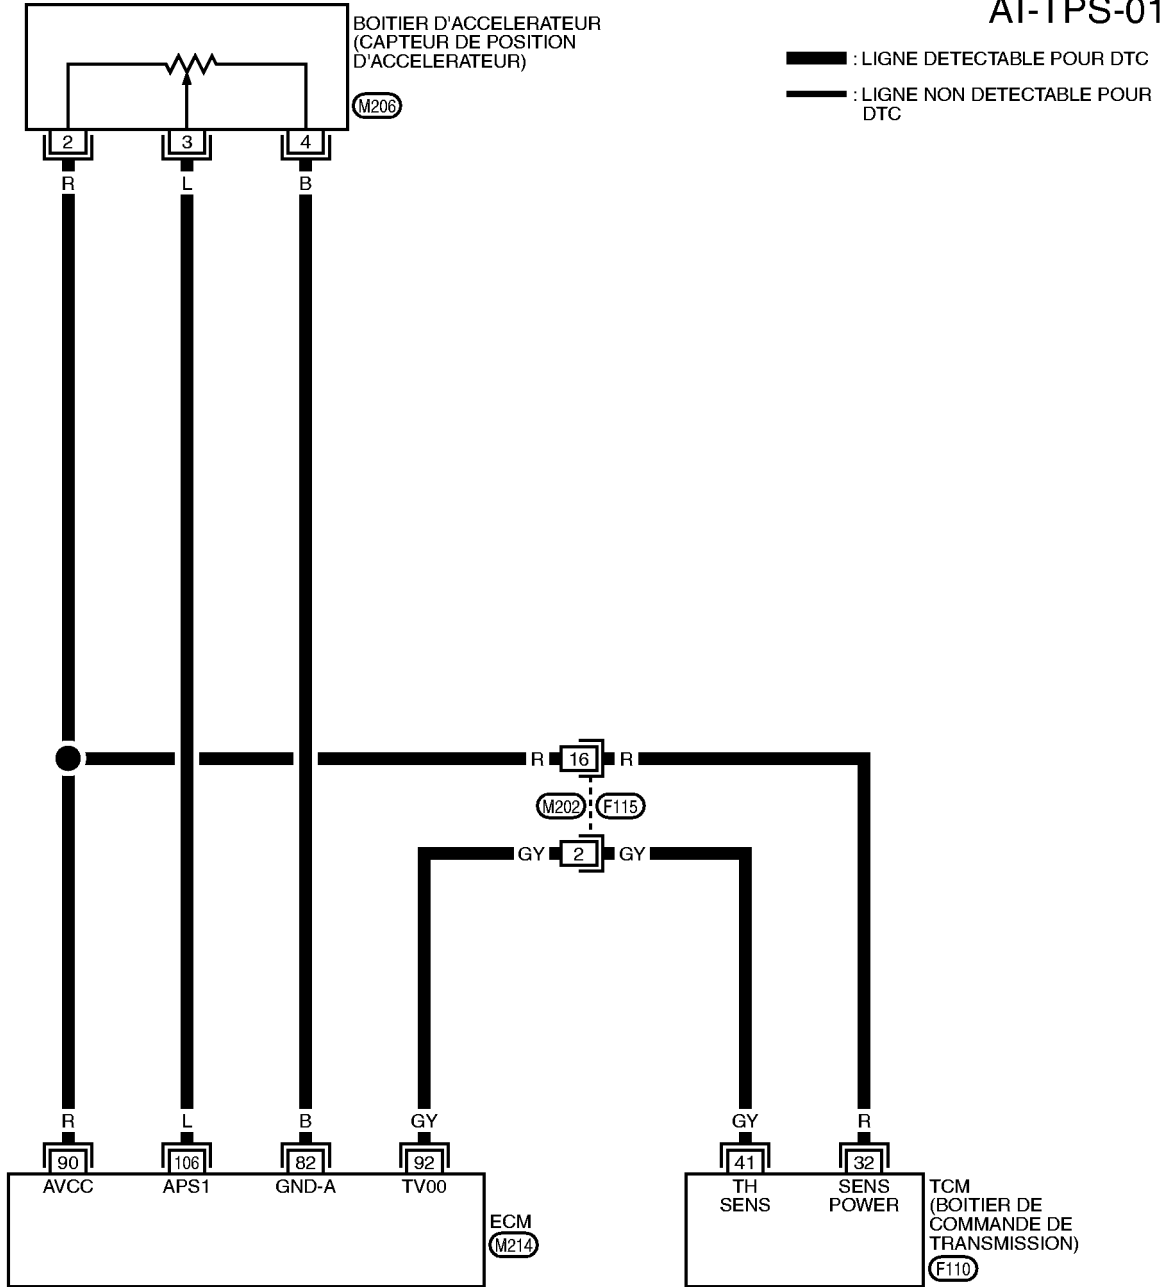 AT-TPS-01
BOITIER D'ACCELERATEUR
(CAPTEUR DE POSITION
D'ACCELERATEUR)
M206
: LIGNE DETECTABLE POUR DTC
: LIGNE NON DETECTABLE POUR
DTC
2 3 4
R L B
R 16 R
M202 F115
GY 2 GY
R L B GY GY R
90 106 82 92 41 32
AVCC APS1 GND-A TV00
TH
SENS
SENS
POWER
ECM
M214
TCM
(BOITIER DE
COMMANDE DE
TRANSMISSION)
F110